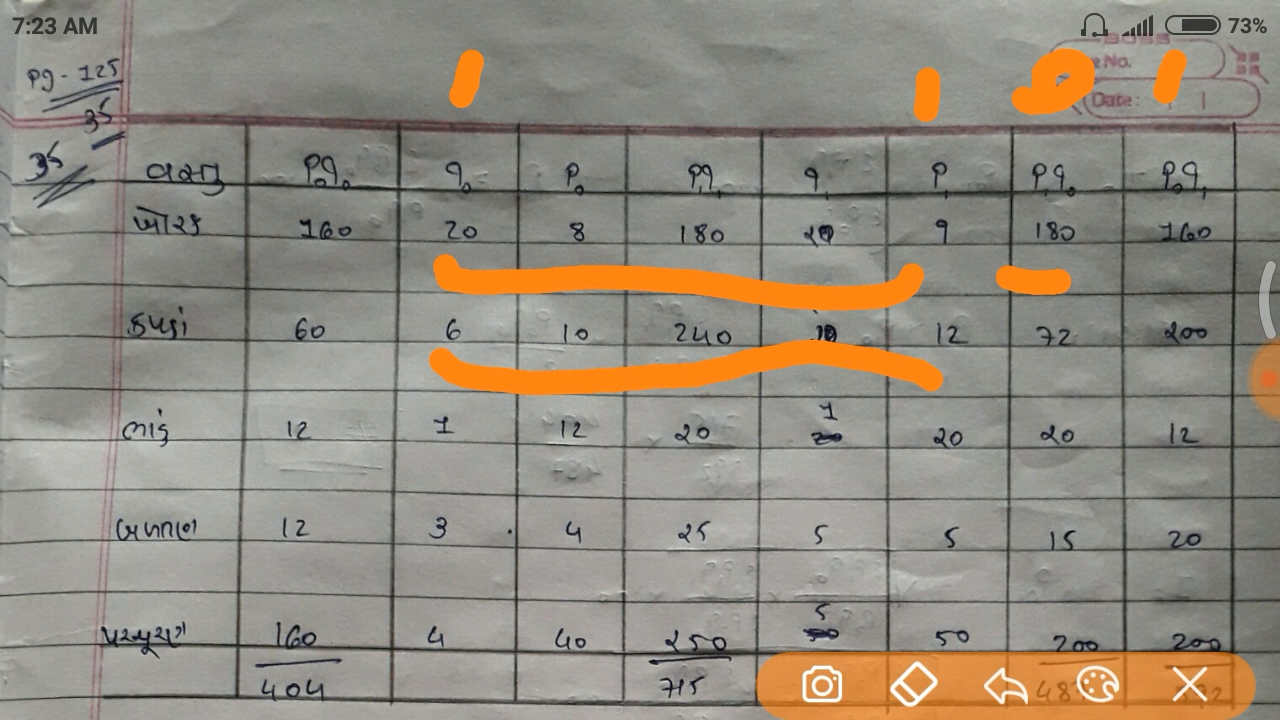 7:23 AM 73%
Pg - 125
e No.
35
Date:
35 વસ્તુ P₀q₀ q₀ P₀ P₁q₁ q₁ P₁ P₁q₀ P₀q₁
ખોરાક 160 20 8 180 20 9 180 160
કપડાં 60 6 10 240 20 12 72 200
ભાડું 12 1 12 20 1 20 20 12
બળતણ 12 3 4 25 5 5 15 20
પરચુરણ 160 4 40 250 5 50 200 200
404 715